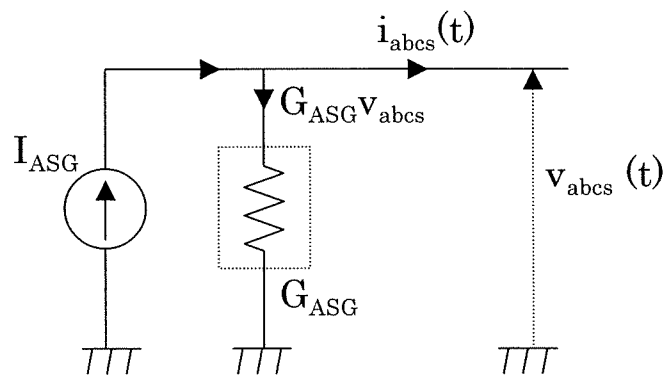 i_abcs(t)
G_ASG v_abcs
I_ASG
v_abcs (t)
G_ASG